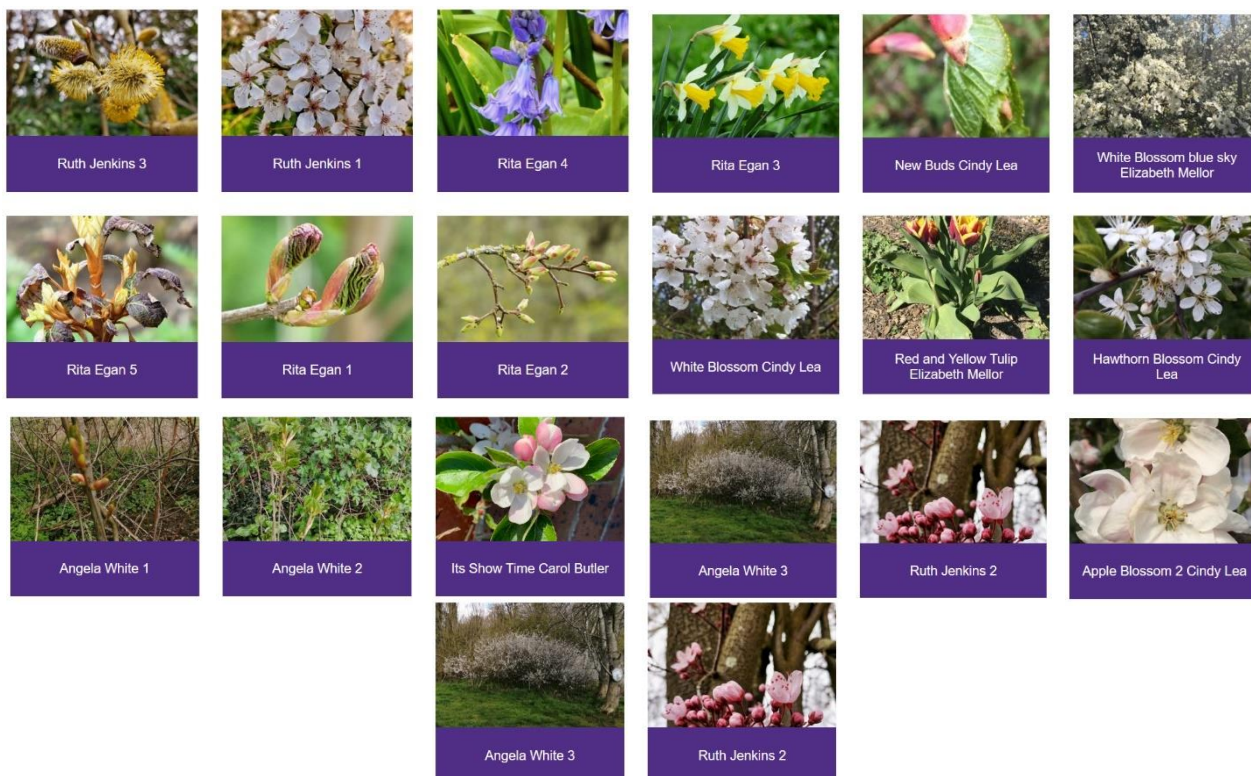 Ruth Jenkins 3
Ruth Jenkins 1
Rita Egan 4
Rita Egan 3
New Buds Cindy Lea
White Blossom blue sky
Elizabeth Mellor
Rita Egan 5
Rita Egan 1
Rita Egan 2
White Blossom Cindy Lea
Red and Yellow Tulip
Elizabeth Mellor
Hawthorn Blossom Cindy
Lea
Angela White 1
Angela White 2
Its Show Time Carol Butler
Angela White 3
Ruth Jenkins 2
Apple Blossom 2 Cindy Lea
Angela White 3
Ruth Jenkins 2